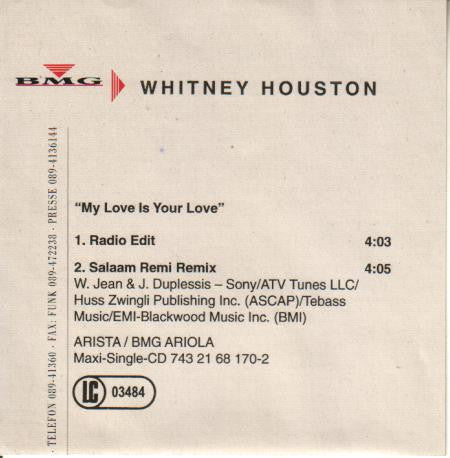 BMG
WHITNEY HOUSTON
"My Love Is Your Love"
1. Radio Edit 4:03
2. Salaam Remi Remix 4:05
W. Jean & J. Duplessis – Sony/ATV Tunes LLC/
Huss Zwingli Publishing Inc. (ASCAP)/Tebass
Music/EMI-Blackwood Music Inc. (BMI)
ARISTA / BMG ARIOLA
Maxi-Single-CD 743 21 68 170-2
LC 03484
· TELEFON 089-41360 · FAX: FUNK 089-472238 · PRESSE 089-4136144